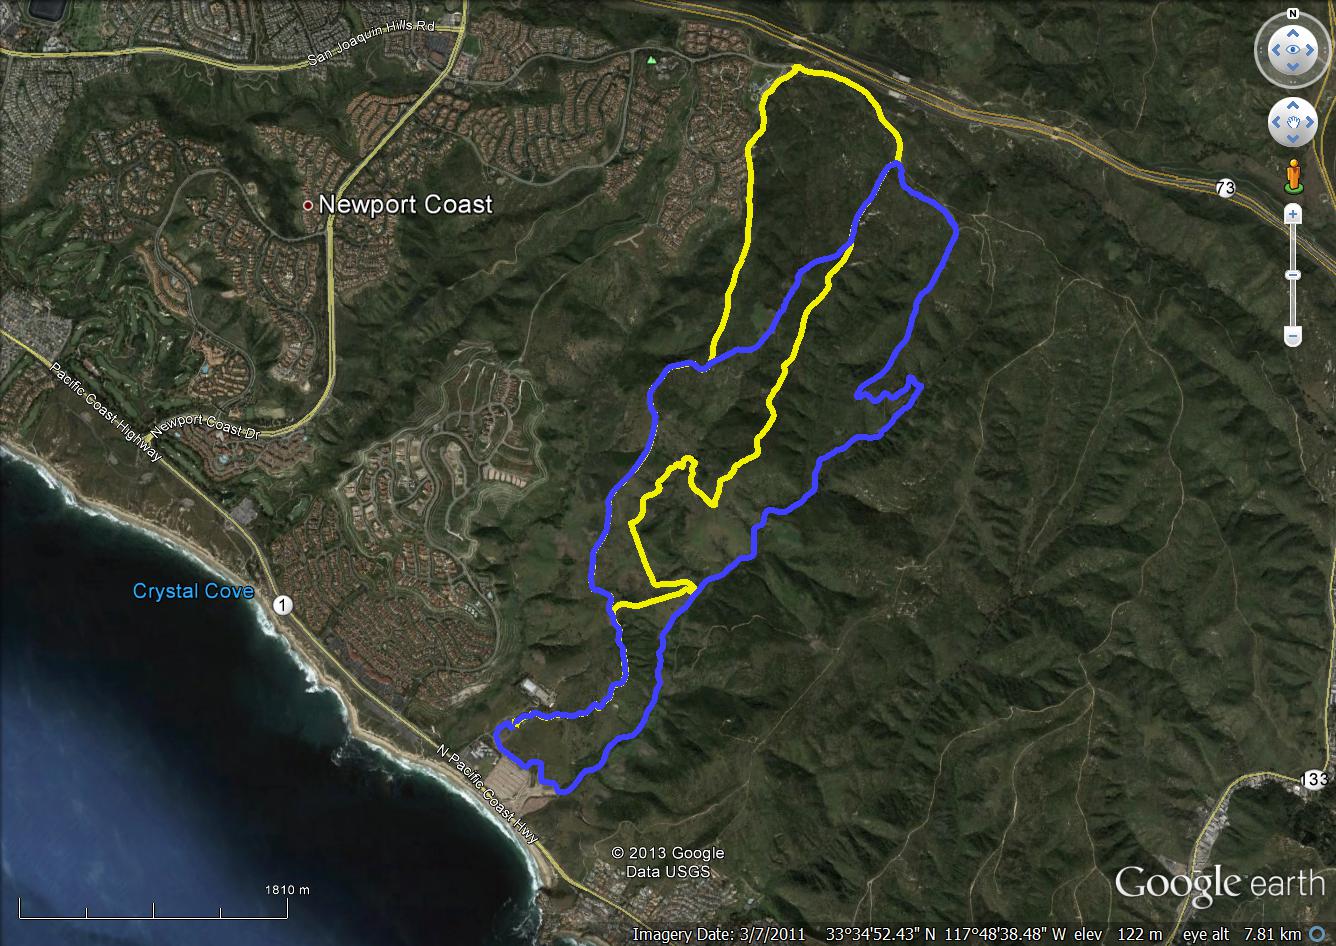 N
San Joaquin Hills Rd
73
Newport Coast
Pacific Coast Highway
Newport Coast Dr
Crystal Cove
1
N Pacific Coast Hwy
133
© 2013 Google
Data USGS
Google earth
1810 m
Imagery Date: 3/7/2011 33°34'52.43" N 117°48'38.48" W elev 122 m eye alt 7.81 km